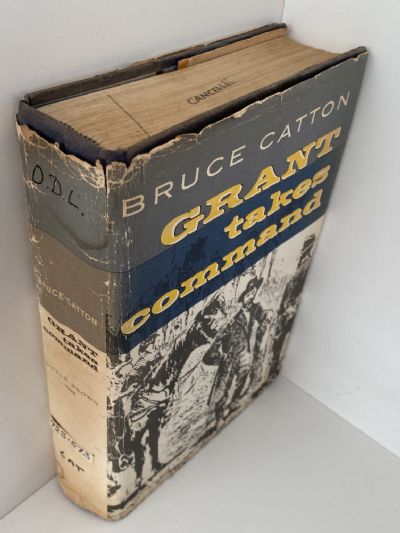 CANCELLED
BRUCE CATTON
GRANT
takes
command
O.D.L.
BRUCE CATTON
GRANT
takes
command
LITTLE BROWN
CAT